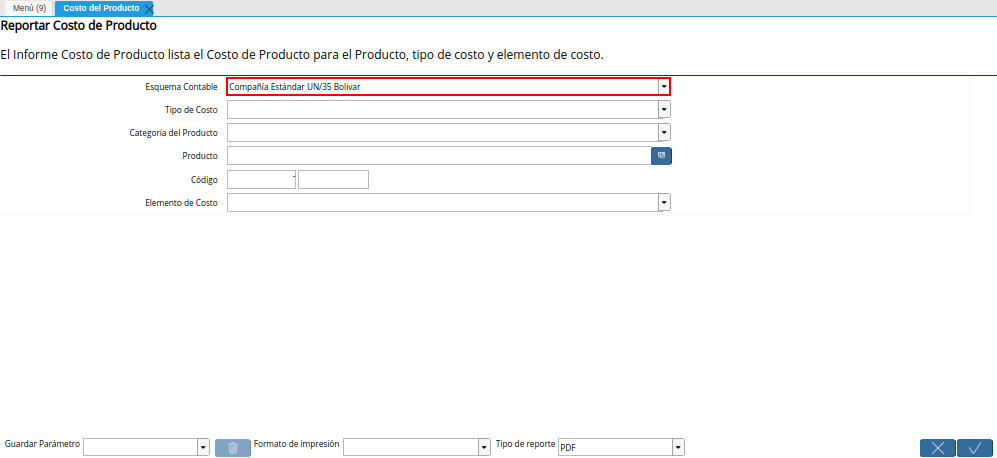 Menú (9) Costo del Producto
Reportar Costo de Producto
El Informe Costo de Producto lista el Costo de Producto para el Producto, tipo de costo y elemento de costo.
Esquema Contable Compañía Estándar UN/35 Bolivar
Tipo de Costo
Categoría del Producto
Producto
Código -
Elemento de Costo
Guardar Parámetro Formato de impresión Tipo de reporte PDF